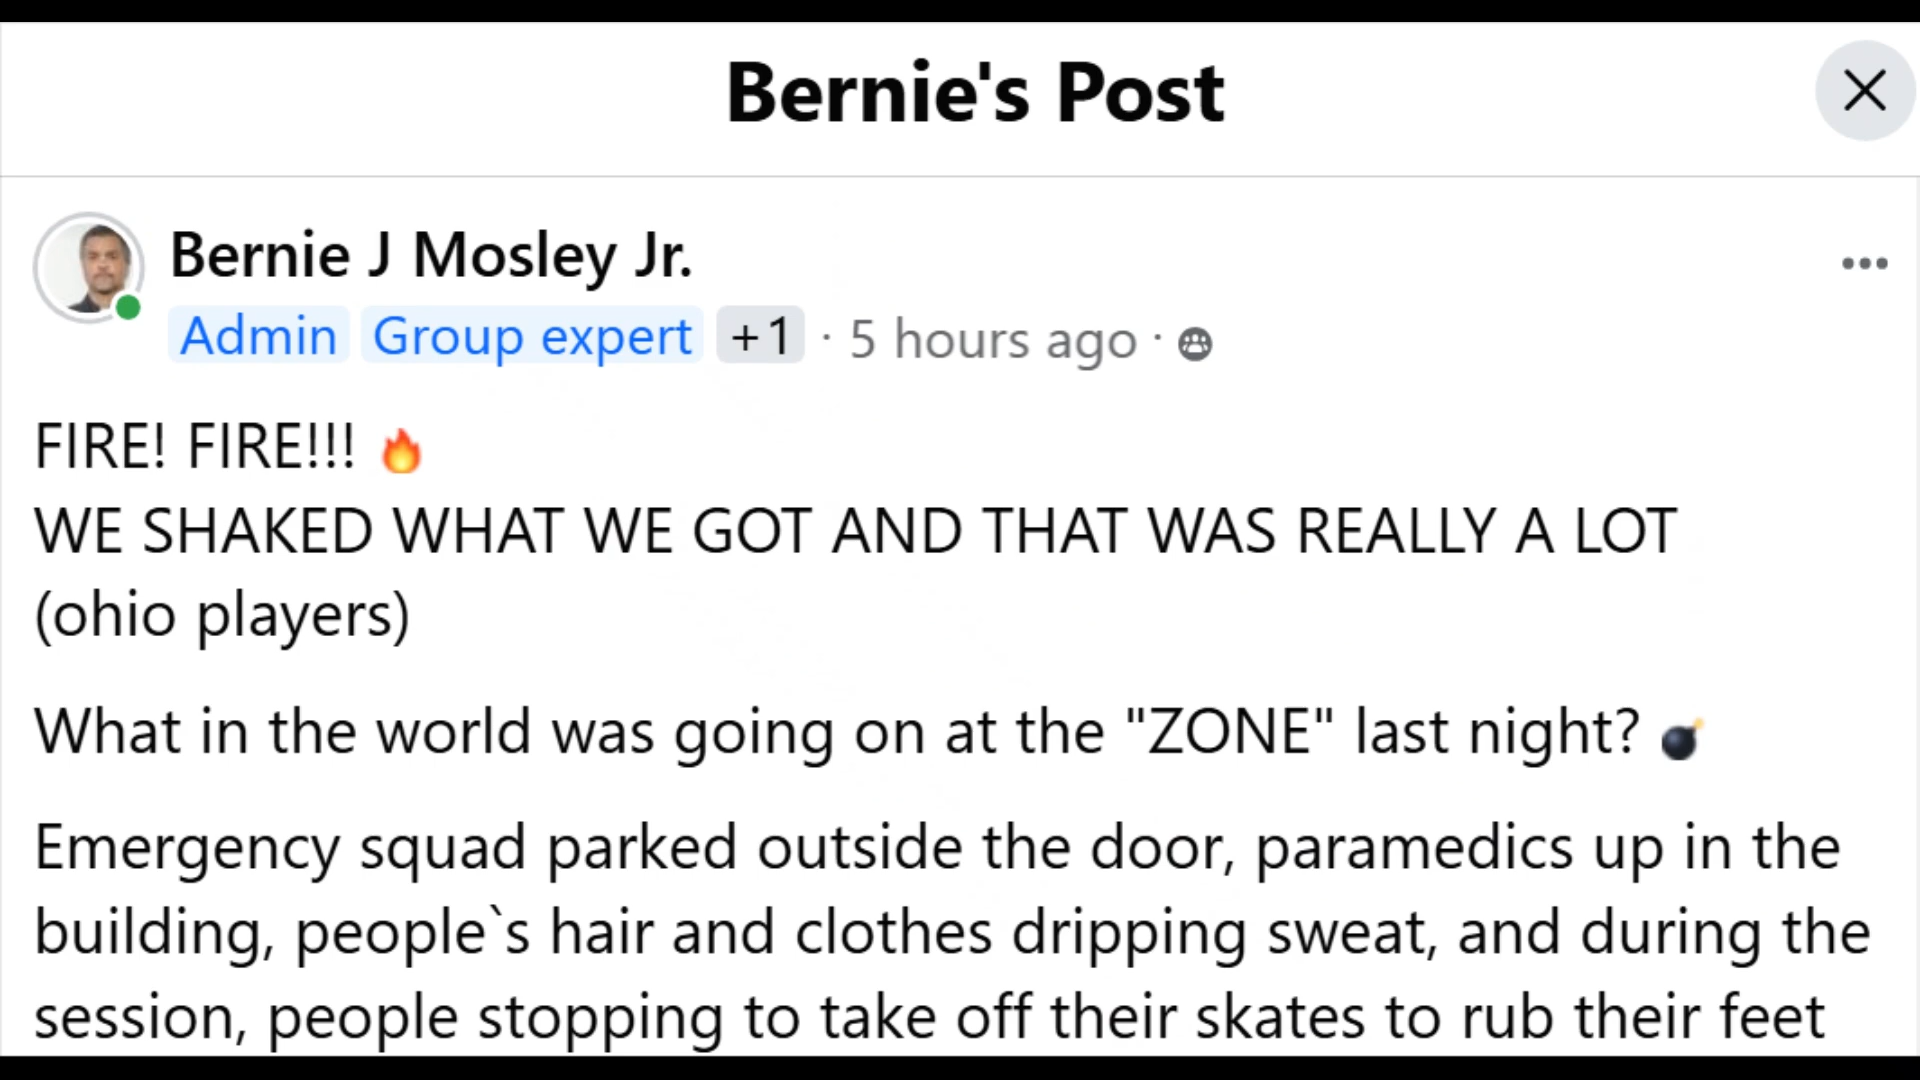 Bernie's Post
Bernie J Mosley Jr.
Admin Group expert +1 · 5 hours ago ·
FIRE! FIRE!!! 🔥
WE SHAKED WHAT WE GOT AND THAT WAS REALLY A LOT
(ohio players)
What in the world was going on at the "ZONE" last night? 💣
Emergency squad parked outside the door, paramedics up in the
building, people`s hair and clothes dripping sweat, and during the
session, people stopping to take off their skates to rub their feet